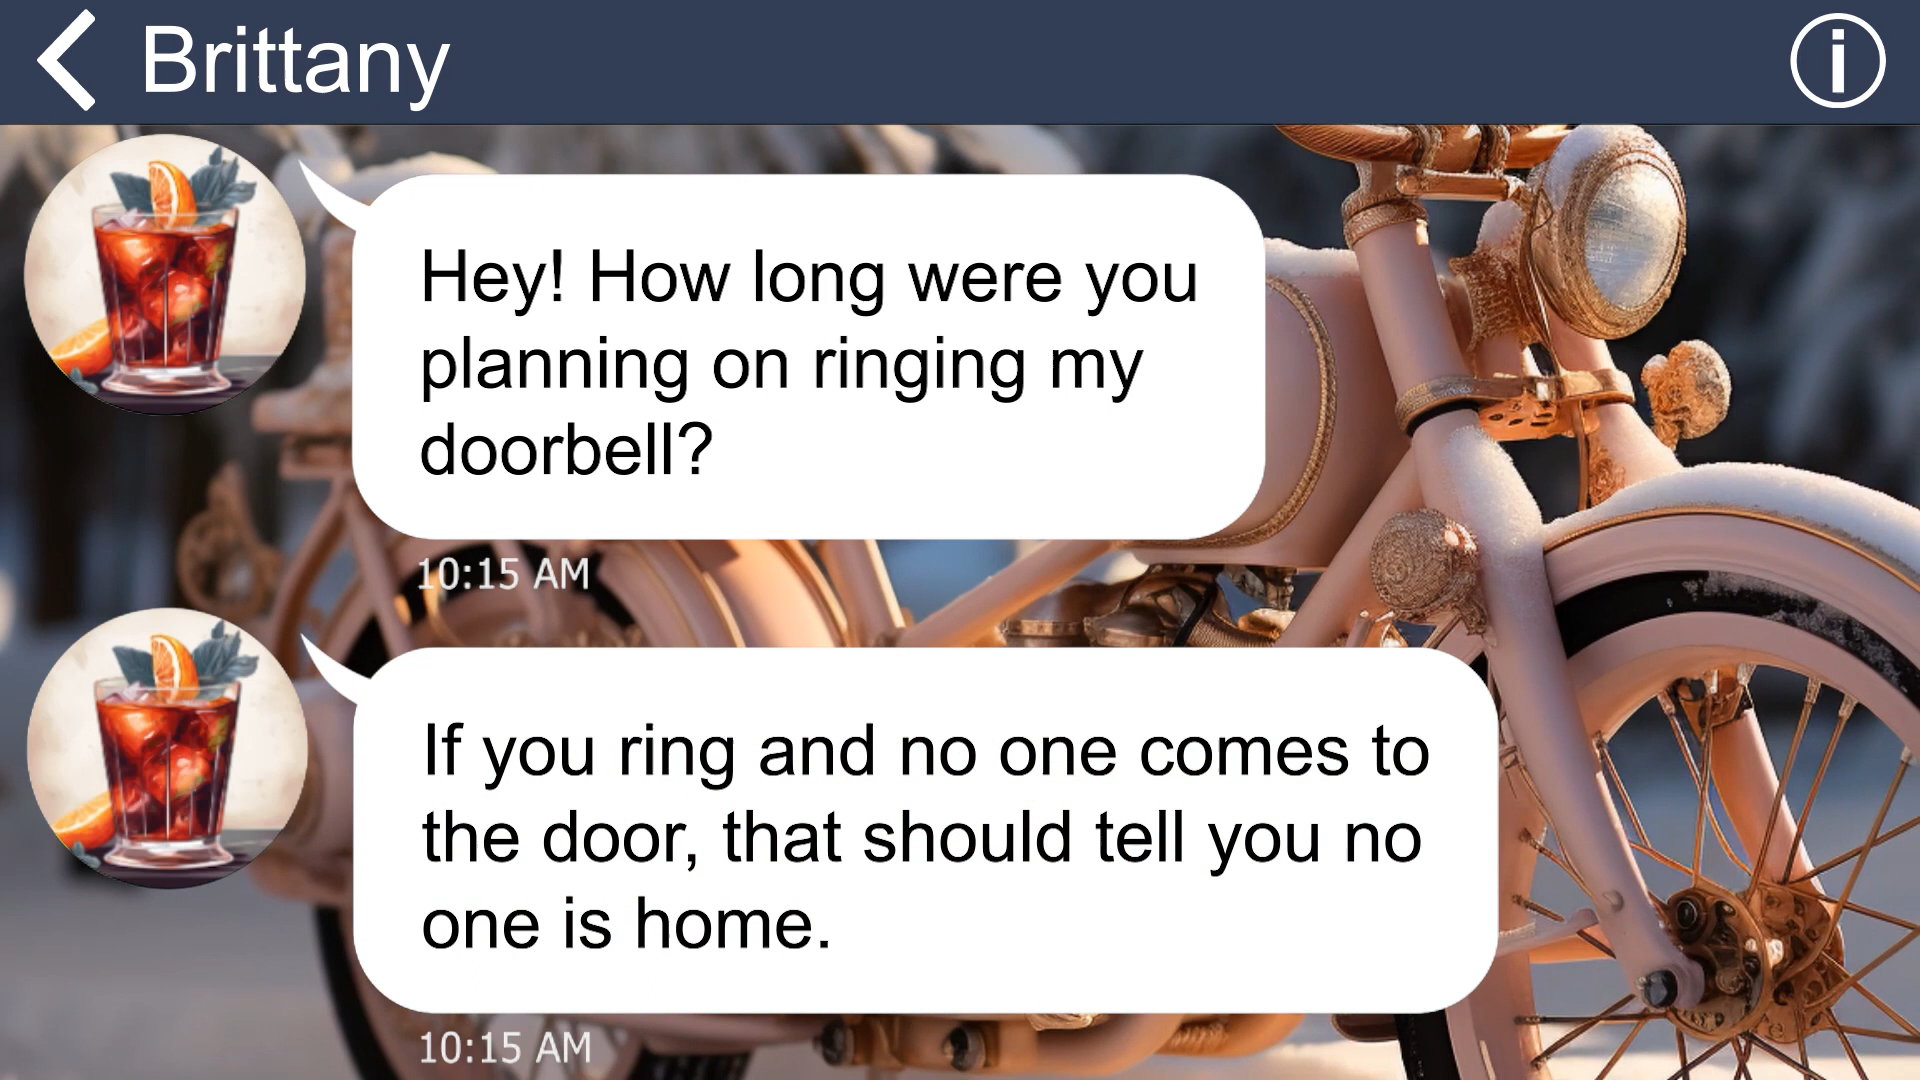 Brittany
Hey! How long were you
planning on ringing my
doorbell?
10:15 AM
If you ring and no one comes to
the door, that should tell you no
one is home.
10:15 AM